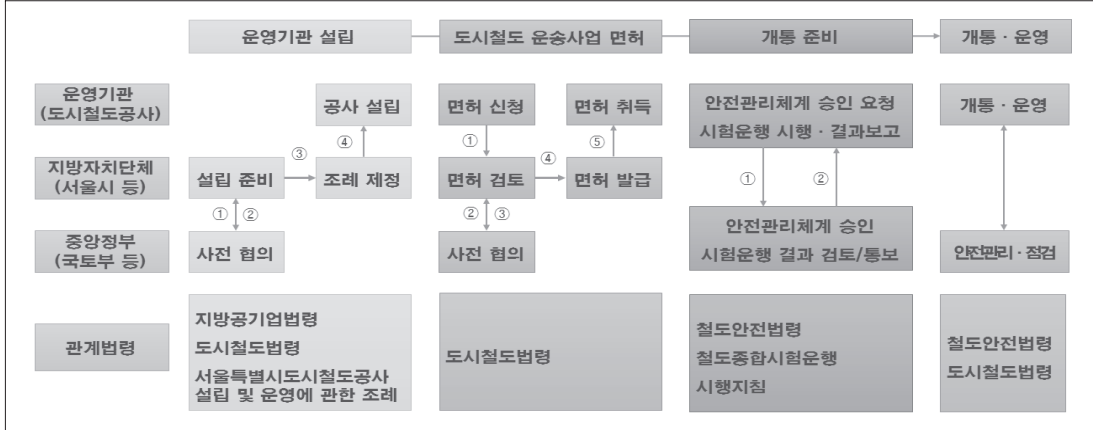 운영기관 설립
도시철도 운송사업 면허
개통 준비
개통 · 운영
운영기관
(도시철도공사)
공사 설립
면허 신청
면허 취득
안전관리체계 승인 요청
시험운행 시행 · 결과보고
개통 · 운영
③
④
①
④
⑤
①
②
지방자치단체
(서울시 등)
설립 준비
조례 제정
면허 검토
면허 발급
① ②
② ③
중앙정부
(국토부 등)
사전 협의
사전 협의
안전관리체계 승인
시험운행 결과 검토/통보
안전관리 · 점검
관계법령
지방공기업법령
도시철도법령
서울특별시도시철도공사
설립 및 운영에 관한 조례
도시철도법령
철도안전법령
철도종합시험운행
시행지침
철도안전법령
도시철도법령